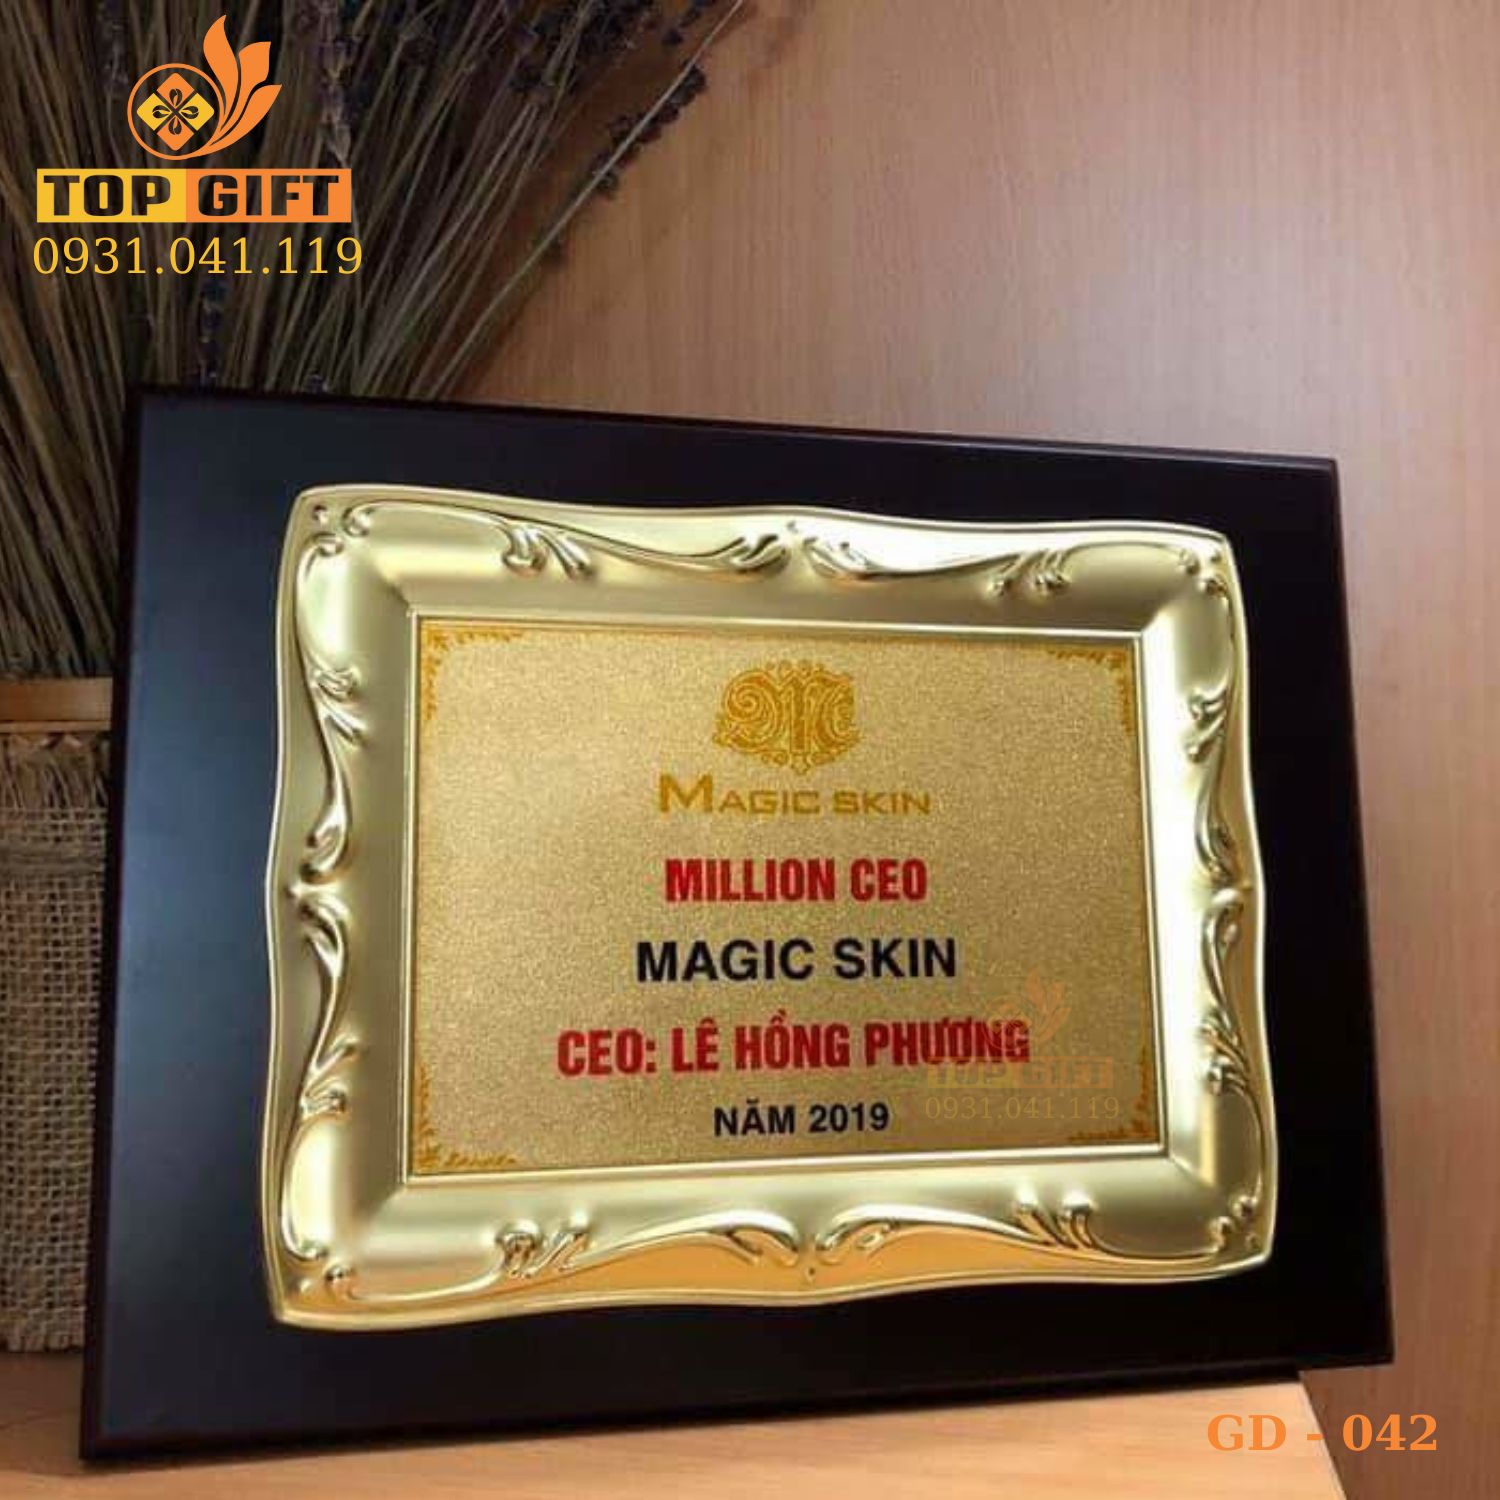 TOP GIFT
0931.041.119
MAGIC SKIN
MILLION CEO
MAGIC SKIN
CEO: LÊ HỒNG PHƯƠNG
TOP GIFT
0931.041.119
NĂM 2019
GD - 042